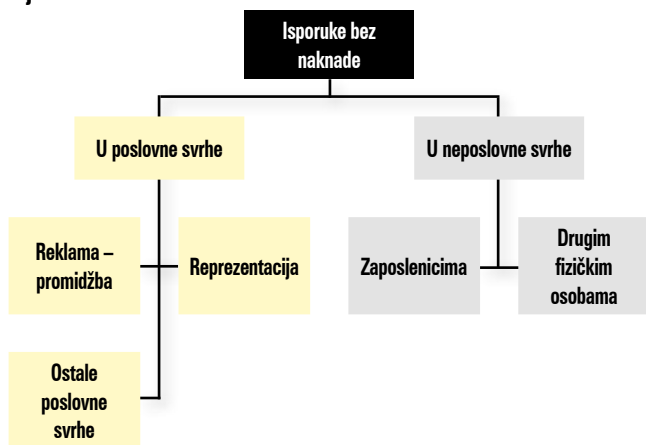 Isporuke bez
naknade
U poslovne svrhe
U neposlovne svrhe
Reklama –
promidžba
Reprezentacija
Zaposlenicima
Drugim
fizičkim
osobama
Ostale
poslovne
svrhe